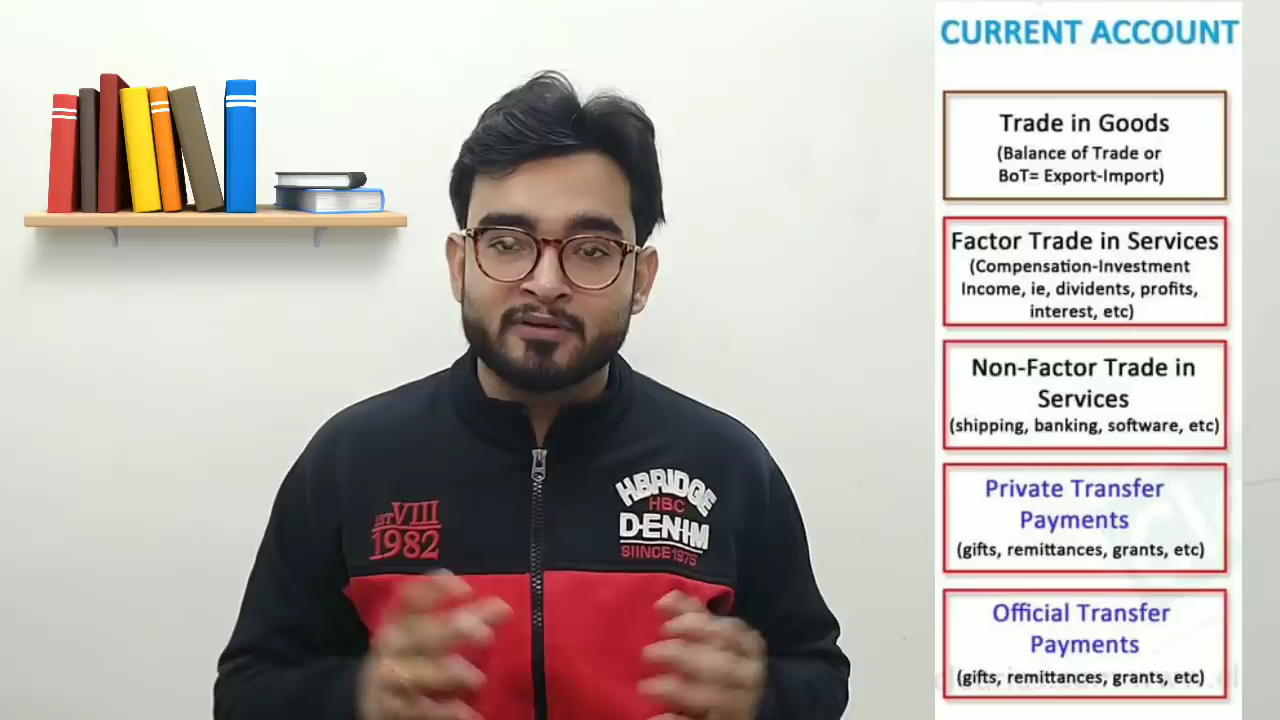 CURRENT ACCOUNT
Trade in Goods
(Balance of Trade or
BoT= Export-Import)
Factor Trade in Services
(Compensation-Investment
Income, ie, dividents, profits,
interest, etc)
Non-Factor Trade in
Services
(shipping, banking, software, etc)
Private Transfer
Payments
(gifts, remittances, grants, etc)
Official Transfer
Payments
(gifts, remittances, grants, etc)
VIII
1982
HBRIDGE
HBC
DENIM
SIINCE 1975